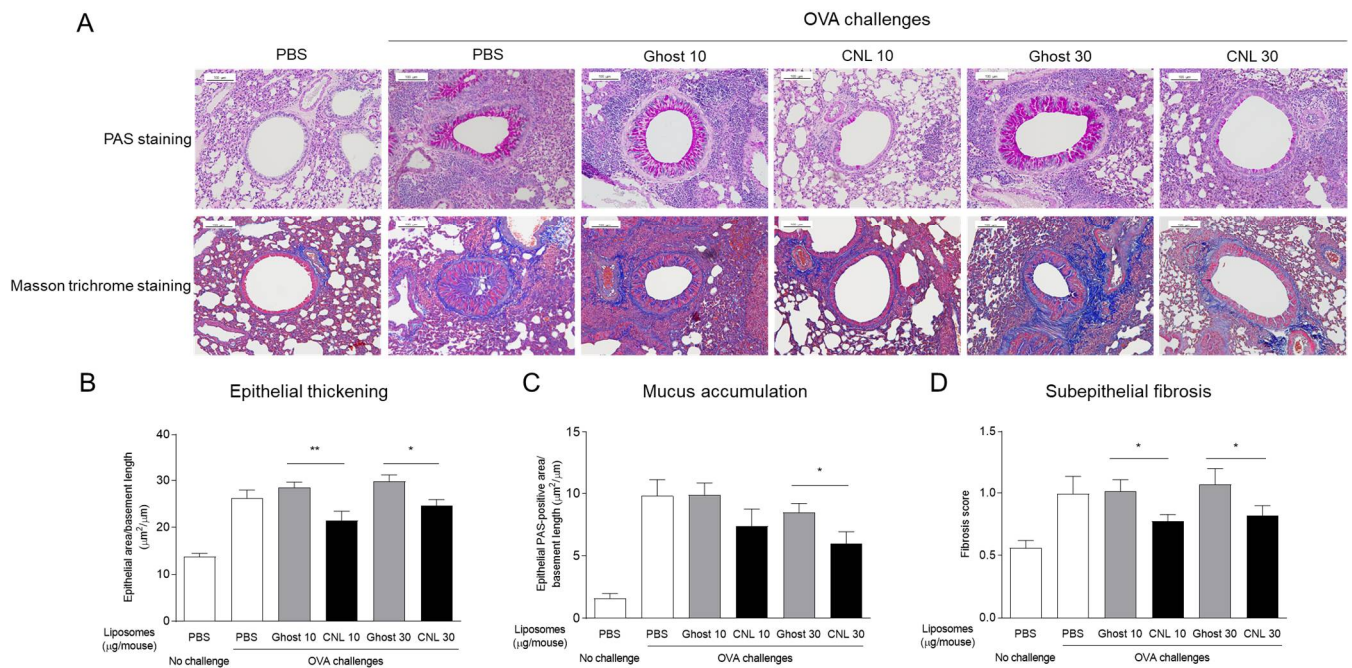 A
OVA challenges
PBS
PBS
Ghost 10
CNL 10
Ghost 30
CNL 30
PAS staining
Masson trichrome staining
B
Epithelial thickening
Epithelial area/basement length
(μm²/μm)
40
30
20
10
0
Liposomes
(μg/mouse)
PBS
PBS
Ghost 10
CNL 10
Ghost 30
CNL 30
No challenge
OVA challenges
**
*
C
Mucus accumulation
Epithelial PAS-positive area/
basement length (μm²/μm)
15
10
5
0
Liposomes
(μg/mouse)
PBS
PBS
Ghost 10
CNL 10
Ghost 30
CNL 30
No challenge
OVA challenges
*
D
Subepithelial fibrosis
Fibrosis score
1.5
1.0
0.5
0.0
Liposomes
(μg/mouse)
PBS
PBS
Ghost 10
CNL 10
Ghost 30
CNL 30
No challenge
OVA challenges
*
*